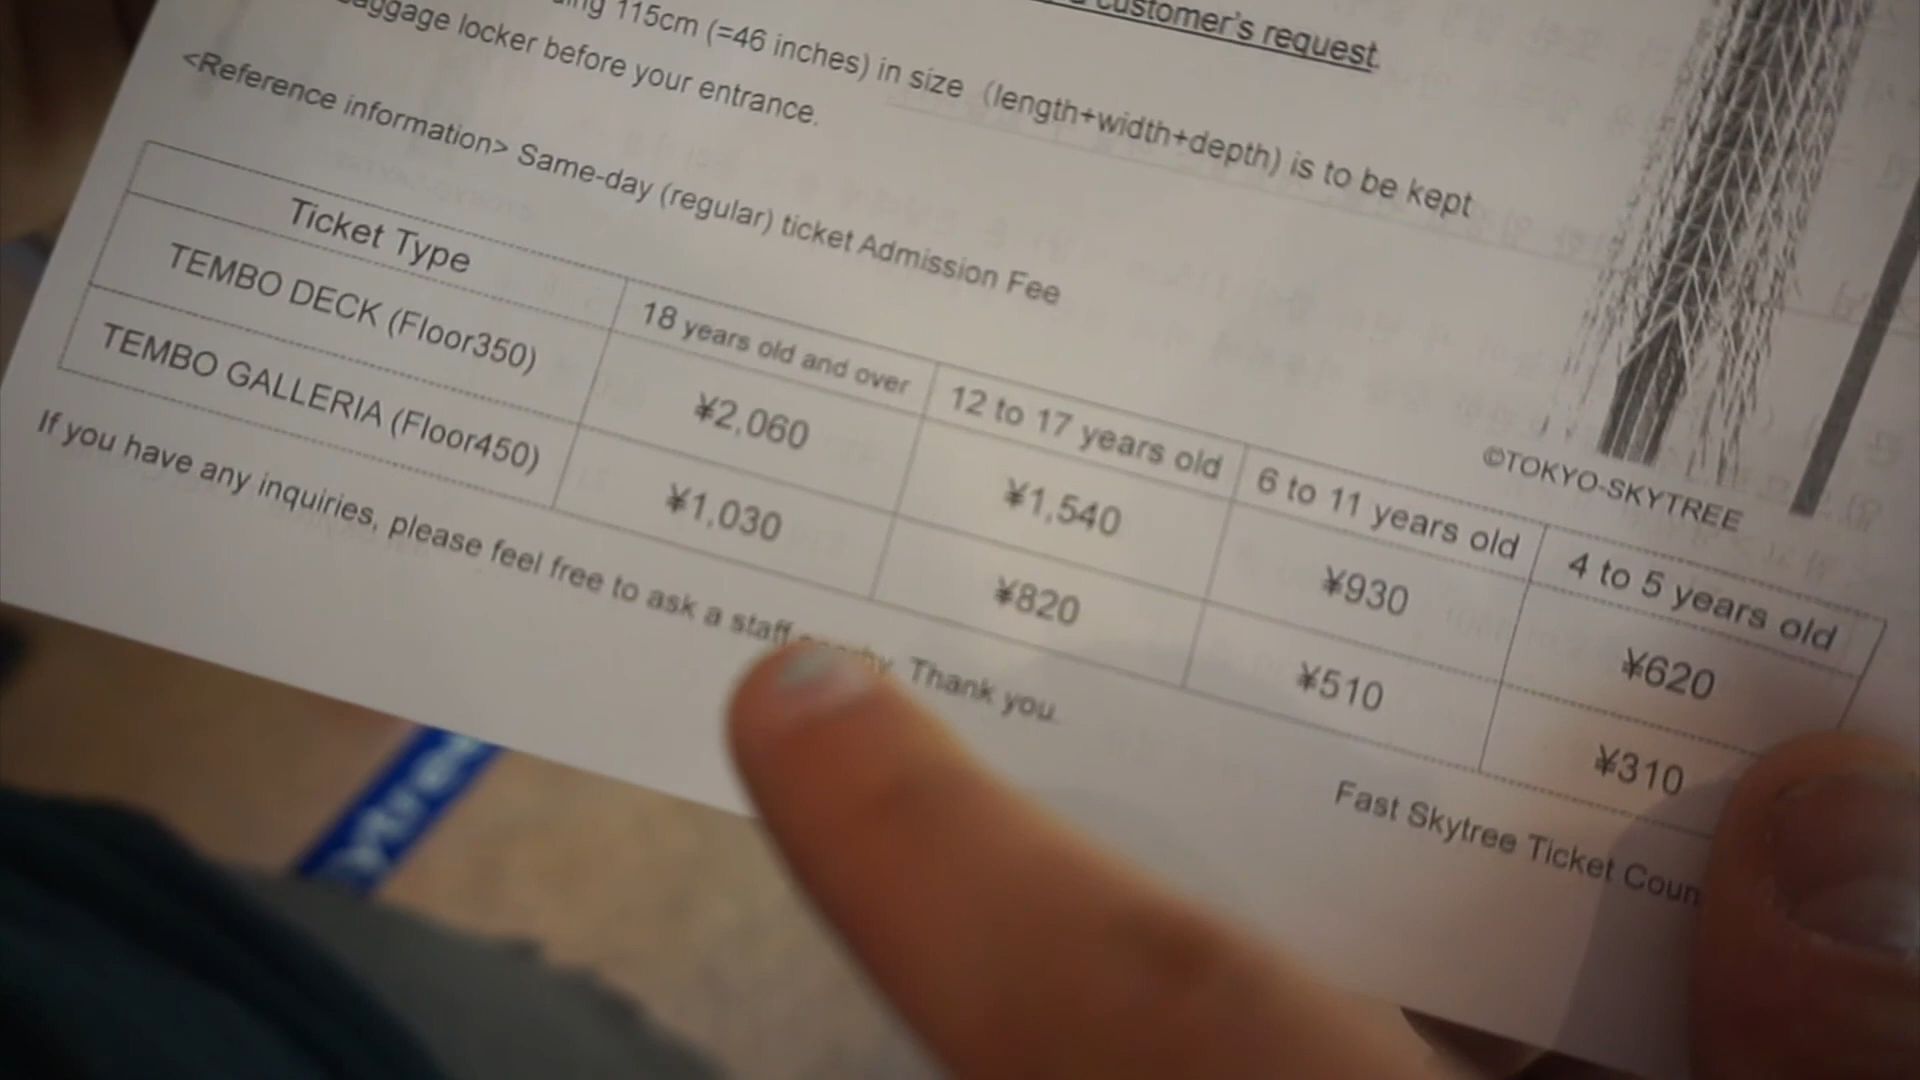 customer's request.
115cm (=46 inches) in size (length+width+depth) is to be kept
locker before your entrance.
<Reference information> Same-day (regular) ticket Admission Fee
Ticket Type 18 years old and over 12 to 17 years old 6 to 11 years old 4 to 5 years old
TEMBO DECK (Floor350) ¥2,060 ¥1,540 ¥930 ¥620
TEMBO GALLERIA (Floor450) ¥1,030 ¥820 ¥510 ¥310
If you have any inquiries, please feel free to ask a staff Thank you.
©TOKYO-SKYTREE
Fast Skytree Ticket